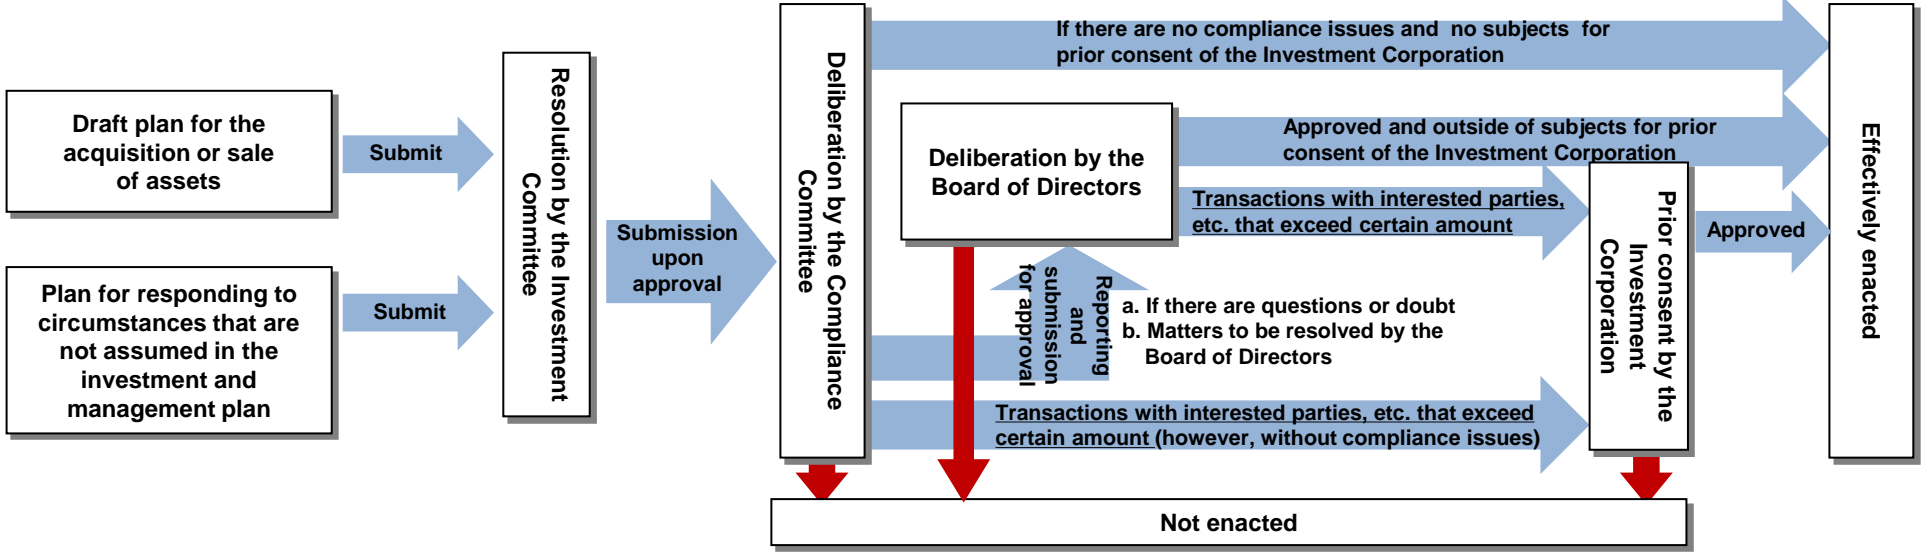 Draft plan for the
acquisition or sale
of assets
Submit
Plan for responding to
circumstances that are
not assumed in the
investment and
management plan
Submit
Resolution by the Investment
Committee
Submission
upon
approval
Deliberation by the Compliance
Committee
If there are no compliance issues and no subjects for
prior consent of the Investment Corporation
Deliberation by the
Board of Directors
Approved and outside of subjects for prior
consent of the Investment Corporation
Transactions with interested parties,
etc. that exceed certain amount
Reporting
and
submission
for approval
a. If there are questions or doubt
b. Matters to be resolved by the
Board of Directors
Transactions with interested parties, etc. that exceed
certain amount (however, without compliance issues)
Prior consent by the
Investment
Corporation
Approved
Effectively enacted
Not enacted